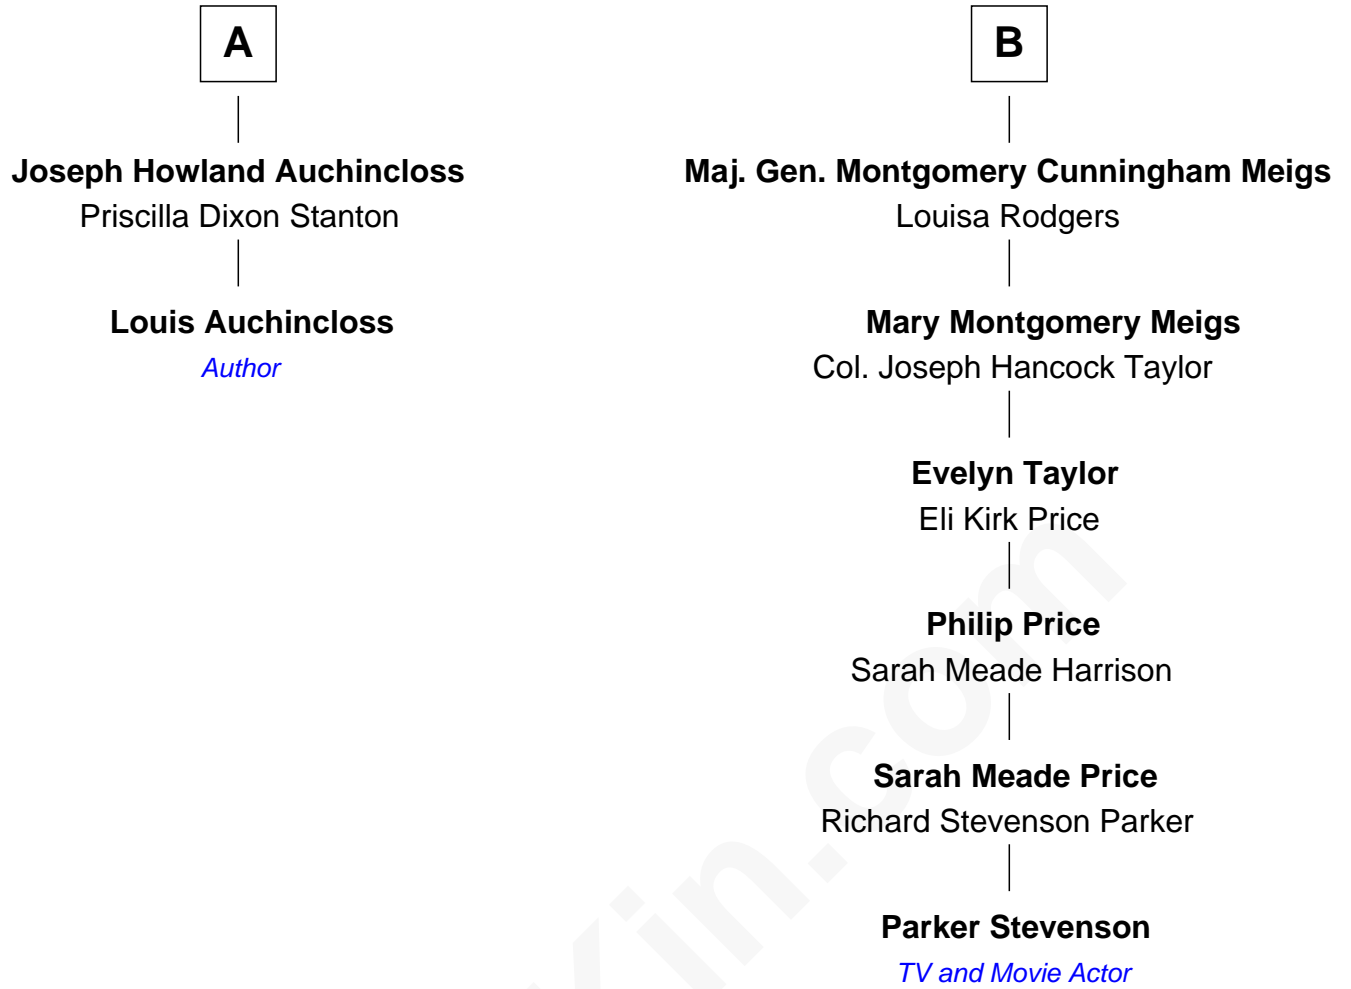 A
Joseph Howland Auchincloss
Priscilla Dixon Stanton
Louis Auchincloss
Author
B
Maj. Gen. Montgomery Cunningham Meigs
Louisa Rodgers
Mary Montgomery Meigs
Col. Joseph Hancock Taylor
Evelyn Taylor
Eli Kirk Price
Philip Price
Sarah Meade Harrison
Sarah Meade Price
Richard Stevenson Parker
Parker Stevenson
TV and Movie Actor
Kin.com